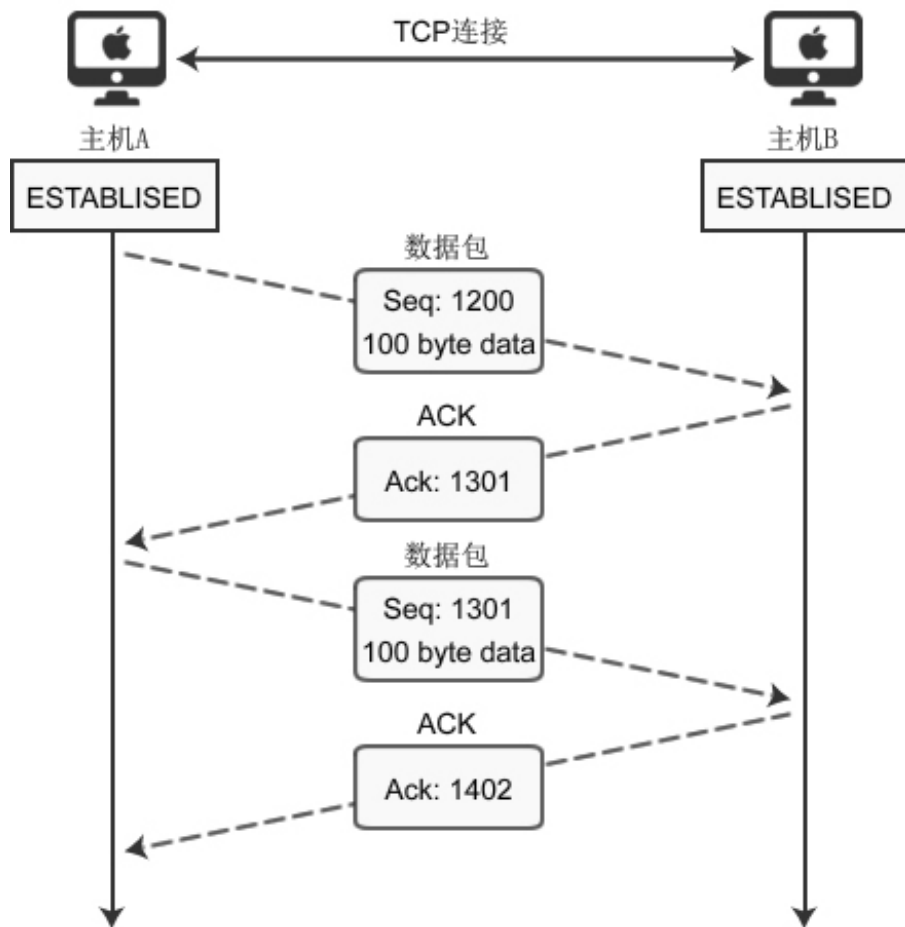 TCP连接
主机A
主机B
ESTABLISED
ESTABLISED
数据包
Seq: 1200
100 byte data
ACK
Ack: 1301
数据包
Seq: 1301
100 byte data
ACK
Ack: 1402